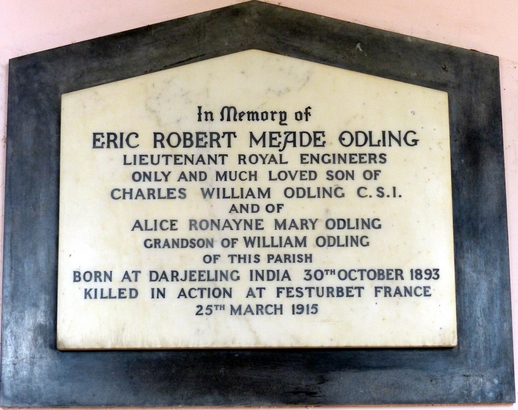 In Memory of
ERIC ROBERT MEADE ODLING
LIEUTENANT ROYAL ENGINEERS
ONLY AND MUCH LOVED SON OF
CHARLES WILLIAM ODLING C.S.I.
AND OF
ALICE RONAYNE MARY ODLING
GRANDSON OF WILLIAM ODLING
OF THIS PARISH
BORN AT DARJEELING INDIA 30TH OCTOBER 1893
KILLED IN ACTION AT FESTURBET FRANCE
25TH MARCH 1915